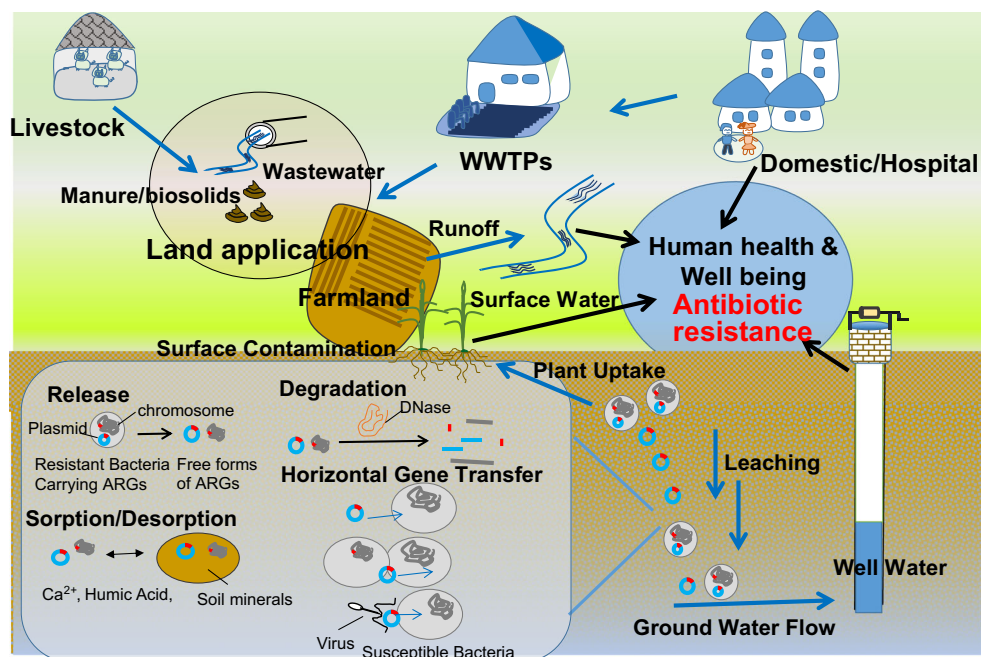 Livestock
Wastewater
Manure/biosolids
Land application
WWTPs
Domestic/Hospital
Runoff
Farmland
Surface Water
Human health &
Well being
Antibiotic
resistance
Surface Contamination
Plant Uptake
Release
chromosome
Plasmid
Resistant Bacteria
Carrying ARGs
Free forms
of ARGs
Degradation
DNase
Horizontal Gene Transfer
Sorption/Desorption
Ca²⁺, Humic Acid,
Soil minerals
Virus
Susceptible Bacteria
Leaching
Well Water
Ground Water Flow